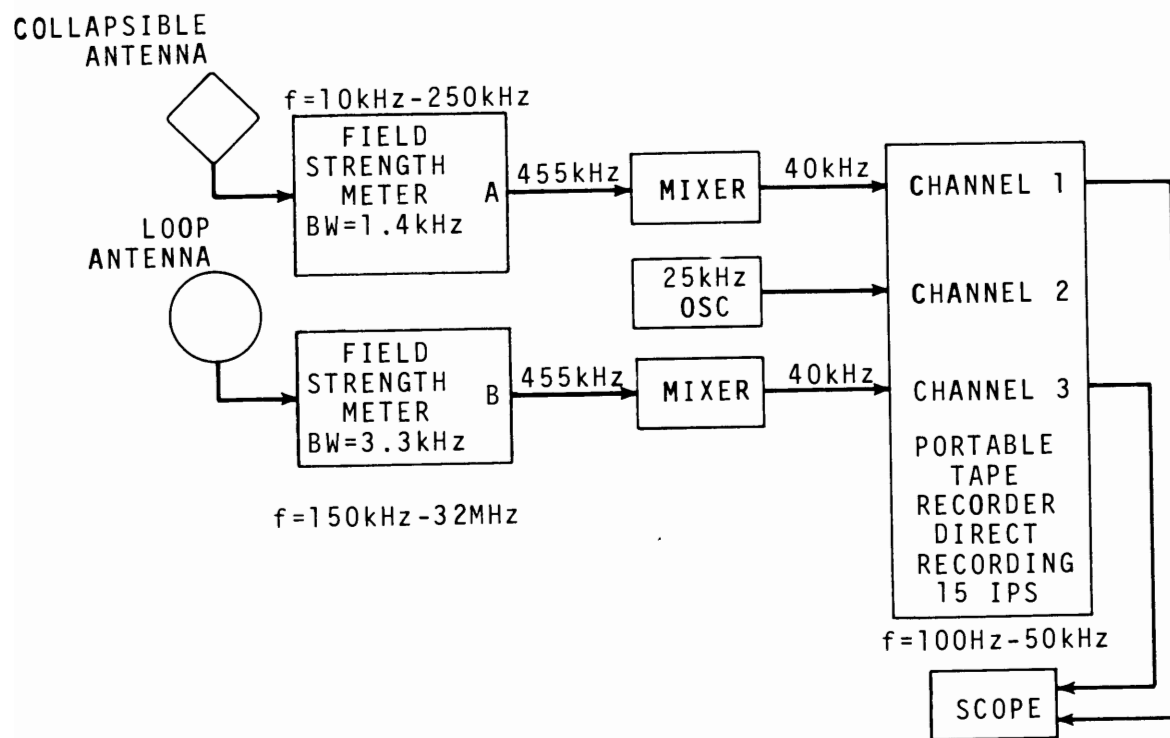 COLLAPSIBLE
ANTENNA
f=10kHz-250kHz
FIELD
STRENGTH
METER A
BW=1.4kHz
455kHz
MIXER
40kHz
CHANNEL 1
LOOP
ANTENNA
25kHz
OSC
CHANNEL 2
FIELD
STRENGTH
METER B
BW=3.3kHz
455kHz
MIXER
40kHz
CHANNEL 3
PORTABLE
TAPE
RECORDER
DIRECT
RECORDING
15 IPS
f=150kHz-32MHz
f=100Hz-50kHz
SCOPE